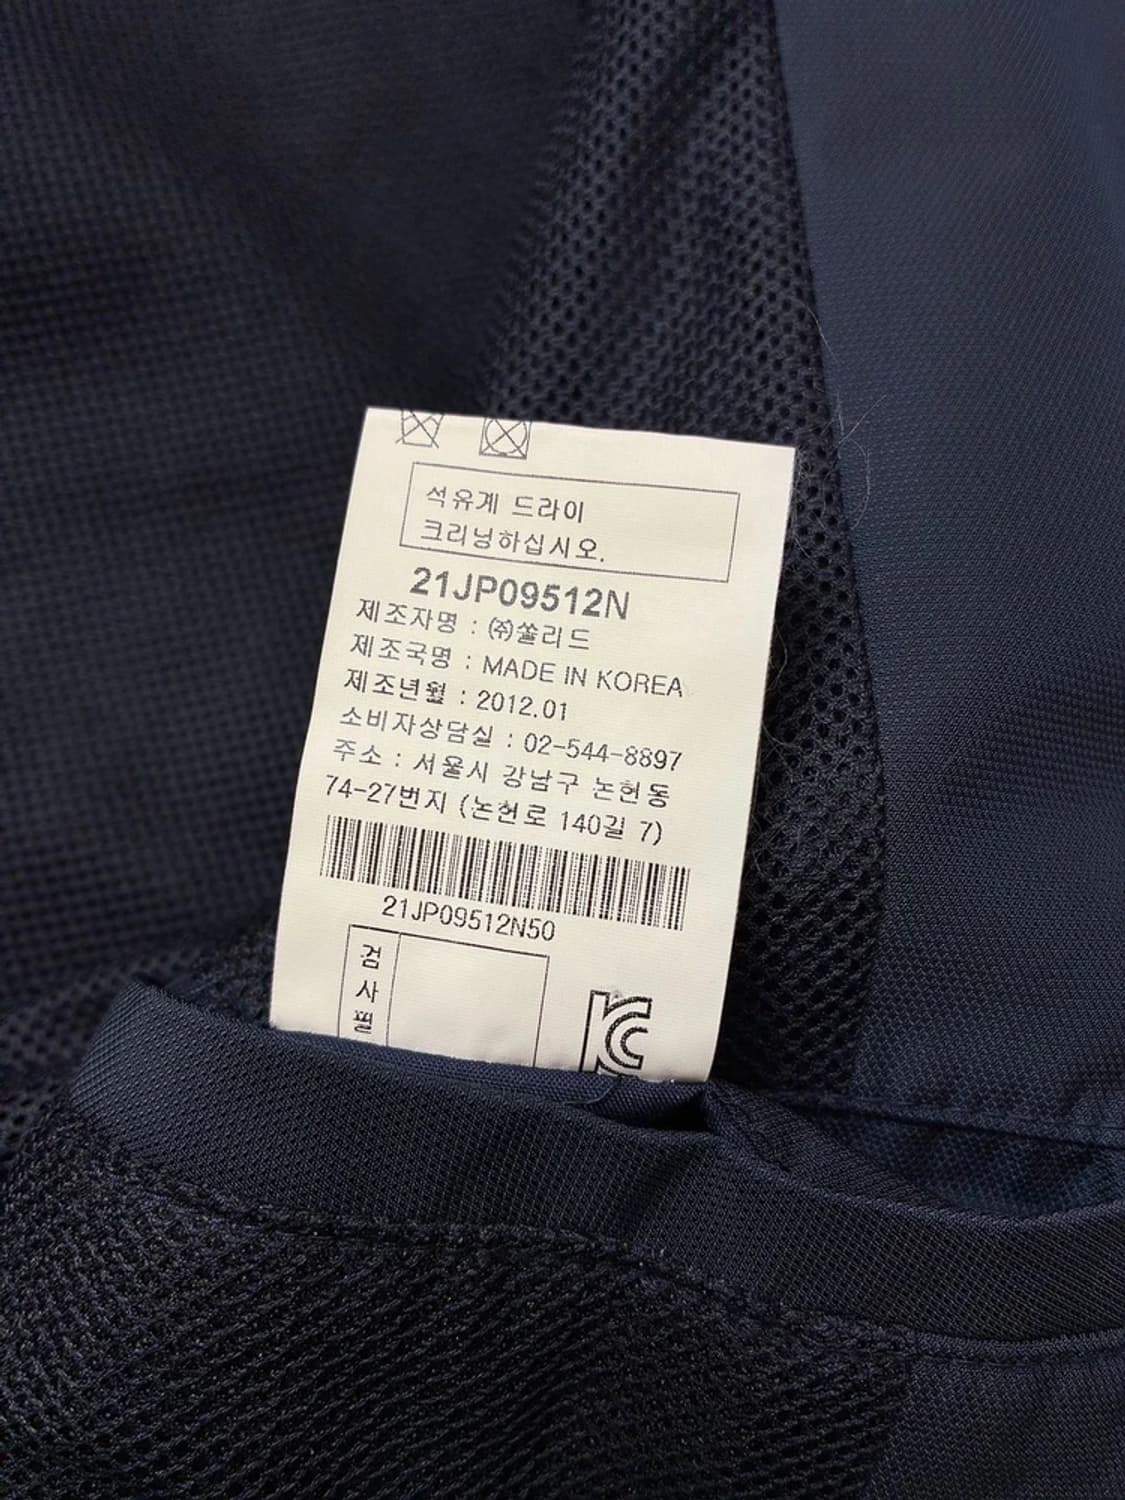 석유계 드라이
크리닝하십시오.
21JP09512N
제조자명 : ㈜쏠리드
제조국명 : MADE IN KOREA
제조년월 : 2012.01
소비자상담실 : 02-544-8897
주소 : 서울시 강남구 논현동
74-27번지 (논현로 140길 7)
21JP09512N50
검
사
필
KC